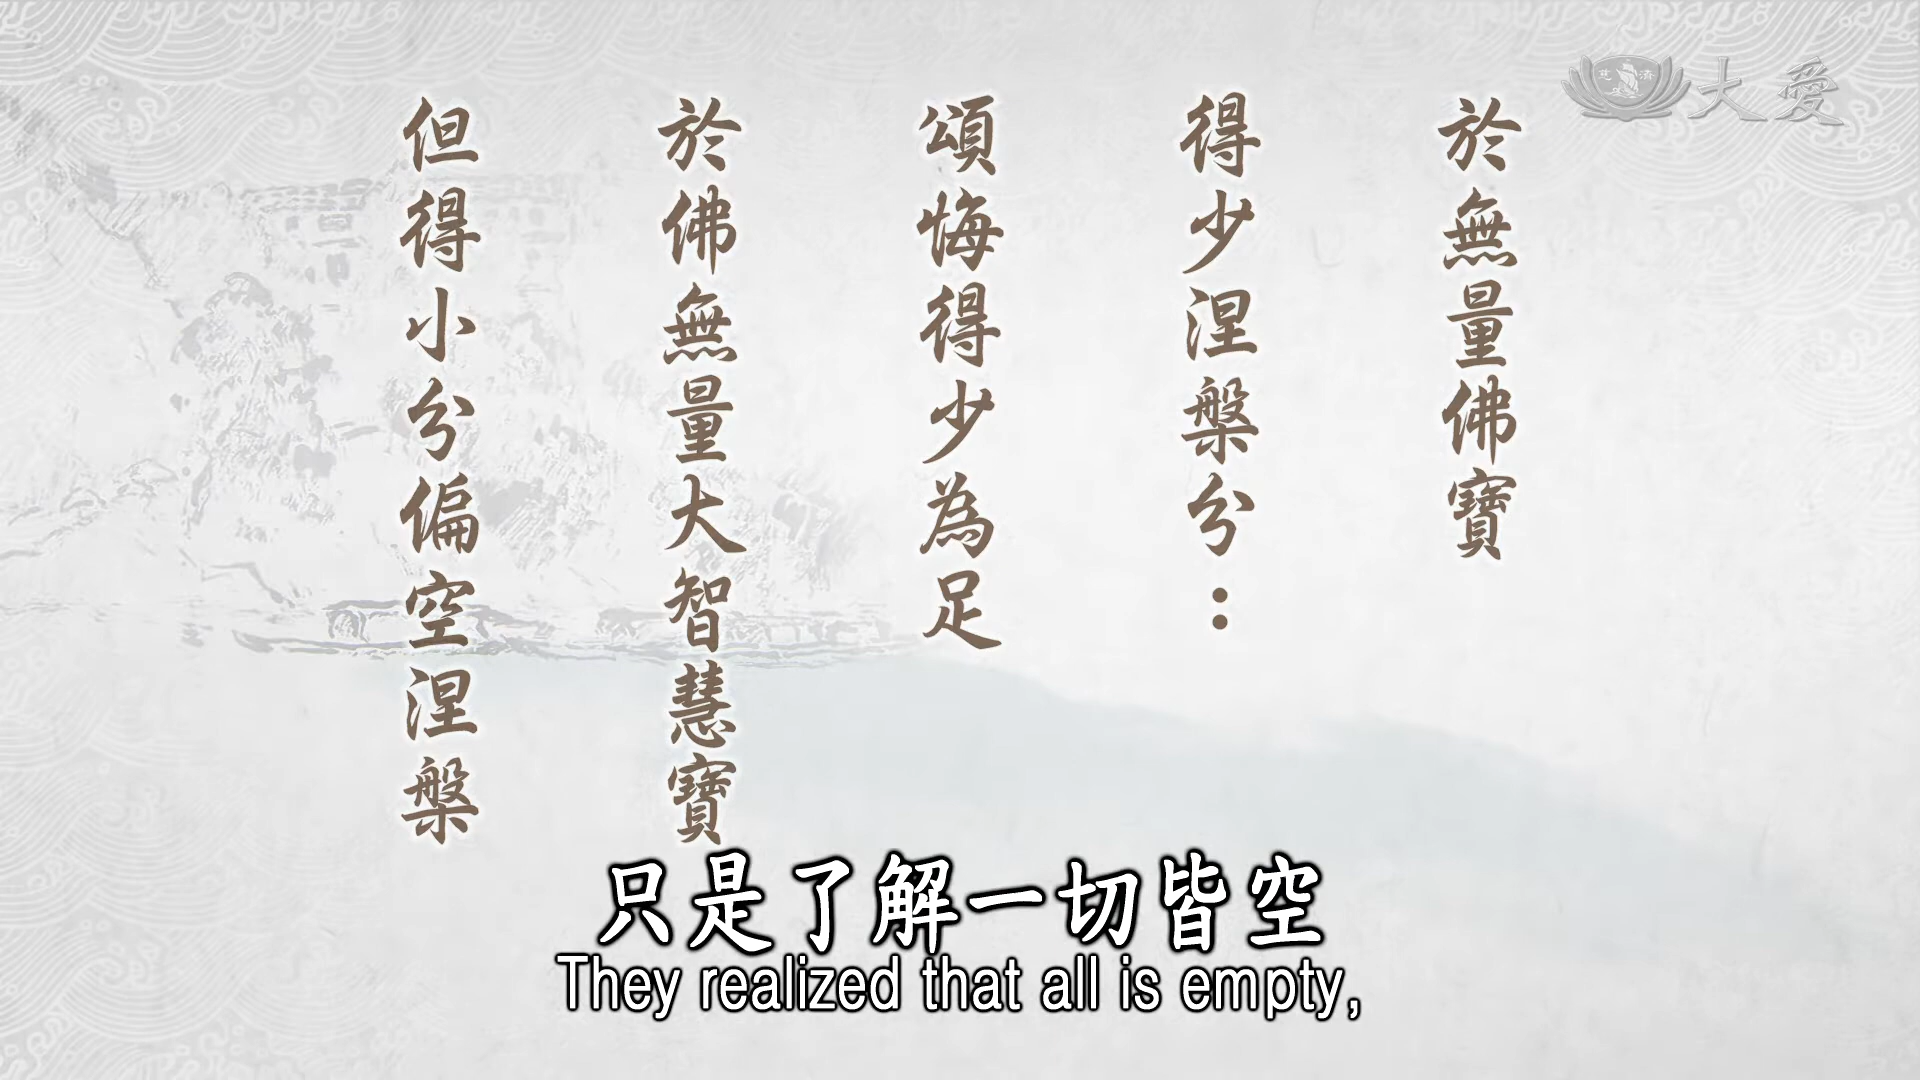 於無量佛寶
得少涅槃分：
頌悔得少為足
於佛無量大智慧寶
但得小分偏空涅槃
慈濟
大愛
只是了解一切皆空
They realized that all is empty,